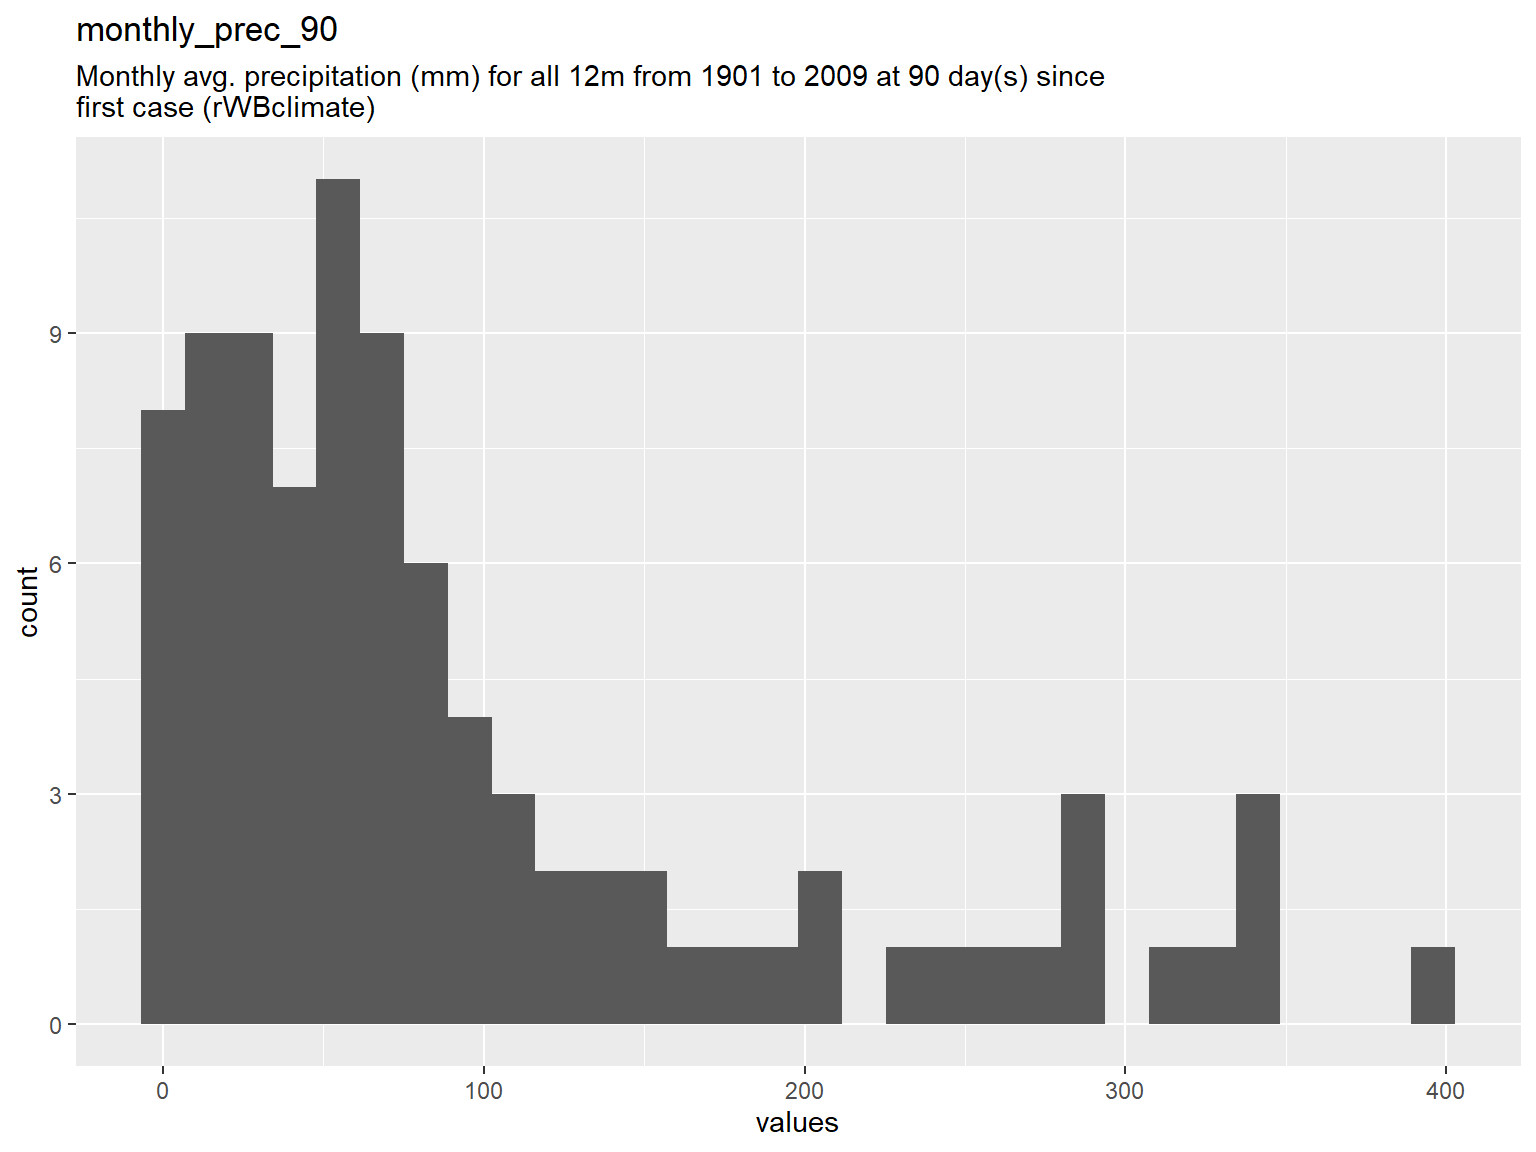 monthly_prec_90
Monthly avg. precipitation (mm) for all 12m from 1901 to 2009 at 90 day(s) since
first case (rWBclimate)
9
6
3
0
count
0 100 200 300 400
values